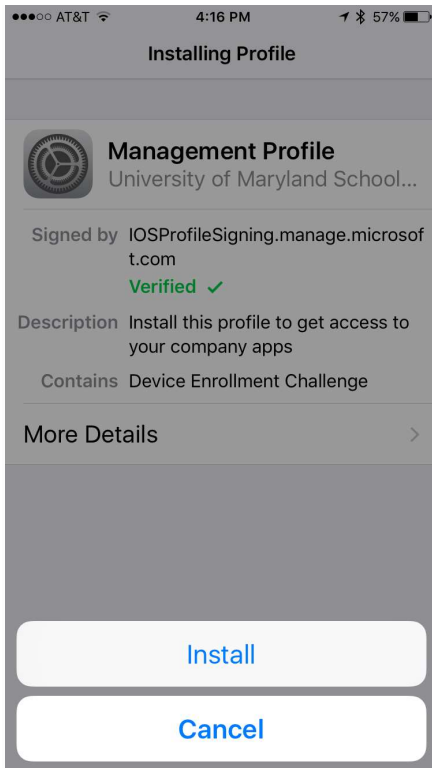 AT&T 4:16 PM 57%
Installing Profile
Management Profile
University of Maryland School...
Signed by IOSProfileSigning.manage.microsof
t.com
Verified ✓
Description Install this profile to get access to
your company apps
Contains Device Enrollment Challenge
More Details
Install
Cancel